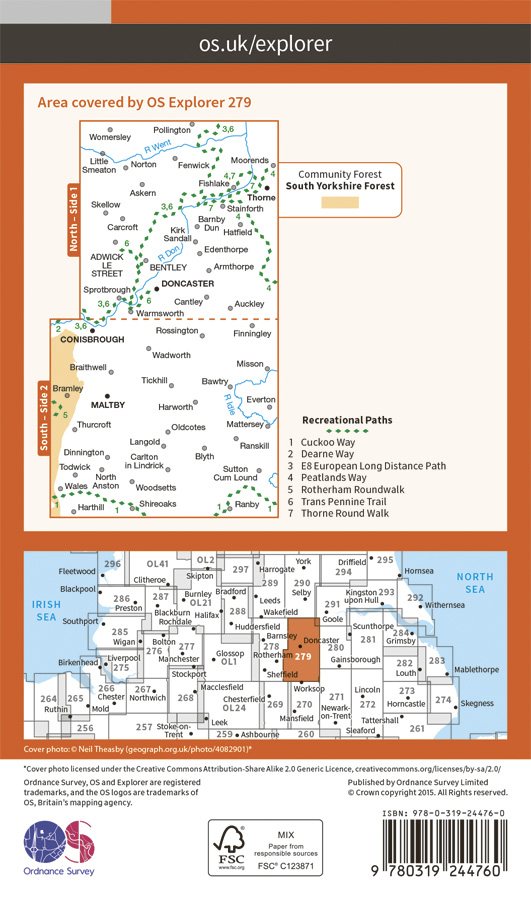 os.uk/explorer
Area covered by OS Explorer 279
North – Side 1
South – Side 2
Pollington
3,6
Womersley
R Went
Little
Smeaton
Norton
Fenwick
Moorends
4,7
4
Fishlake
7
Thorne
Askern
Skellow
3,6
7
Stainforth
4
Barnby
Dun
Hatfield
Carcroft
Kirk
Sandall
6
Edenthorpe
ADWICK
LE
STREET
R Don
BENTLEY
Armthorpe
4
DONCASTER
Sprotbrough
6
Cantley
3,6
Auckley
Warmsworth
2
3,6
CONISBROUGH
Rossington
Finningley
Wadworth
Braithwell
Misson
Tickhill
Bawtry
Bramley
MALTBY
5
Harworth
R Idle
Everton
Mattersey
Thurcroft
Oldcotes
Langold
Ranskill
Dinnington
Carlton
in Lindrick
Blyth
Todwick
North
Anston
Sutton
Cum Lound
Wales
Woodsetts
1
Harthill
1
Shireoaks
1
Ranby
1
Community Forest
South Yorkshire Forest
Recreational Paths
1 Cuckoo Way
2 Dearne Way
3 E8 European Long Distance Path
4 Peatlands Way
5 Rotherham Roundwalk
6 Trans Pennine Trail
7 Thorne Round Walk
IRISH
SEA
NORTH
SEA
Fleetwood
296
OL41
Clitheroe
OL2
Skipton
297
Harrogate
289
York
290
Selby
Driffield
294
295
Hornsea
Blackpool
286
Preston
287
Burnley
OL21
Bradford
288
Leeds
Kingston
upon Hull
293
292
Withernsea
Blackburn
Rochdale
Halifax
Wakefield
291
Goole
Southport
285
Wigan
Bolton
276
277
Huddersfield
Barnsley
278
Doncaster
279
280
Scunthorpe
281
284
Grimsby
Birkenhead
Liverpool
275
Manchester
Stockport
Glossop
OL1
Rotherham
Sheffield
Gainsborough
282
Louth
283
Mablethorpe
264
Ruthin
265
Mold
266
Chester
267
Northwich
268
Macclesfield
Chesterfield
OL24
269
Worksop
270
Mansfield
271
Newark-
on-Trent
Lincoln
272
273
Horncastle
274
Skegness
256
257
Stoke-on-
Trent
Leek
259
Ashbourne
260
Sleaford
Tattershall
261
Cover photo: © Neil Theasby (geograph.org.uk/photo/4082901)*
*Cover photo licensed under the Creative Commons Attribution-Share Alike 2.0 Generic Licence, creativecommons.org/licenses/by-sa/2.0/
Ordnance Survey, OS and Explorer are registered
trademarks, and the OS logos are trademarks of
OS, Britain's mapping agency.
Published by Ordnance Survey Limited
© Crown copyright 2015. All Rights reserved.
OS
Ordnance Survey
FSC
www.fsc.org
MIX
Paper from
responsible sources
FSC® C123871
ISBN: 978-0-319-24476-0
9 780319 244760